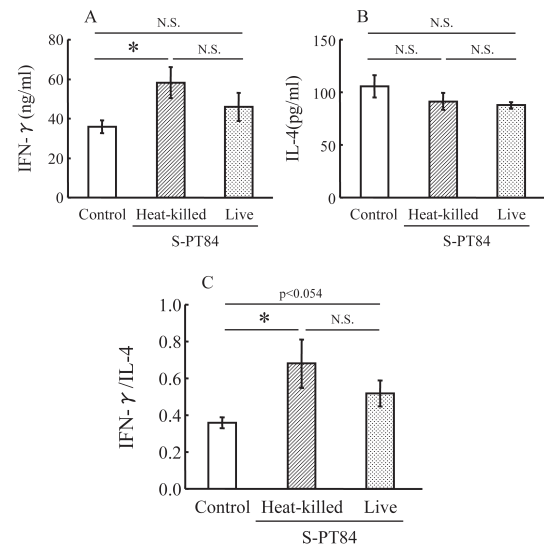 A
N.S.
*
N.S.
80
60
40
20
0
IFN-γ (ng/ml)
Control
Heat-killed
Live
S-PT84
B
N.S.
N.S.
N.S.
150
100
50
0
IL-4(pg/ml)
Control
Heat-killed
Live
S-PT84
C
p<0.054
*
N.S.
1.0
0.8
0.6
0.4
0.2
0.0
IFN-γ/IL-4
Control
Heat-killed
Live
S-PT84